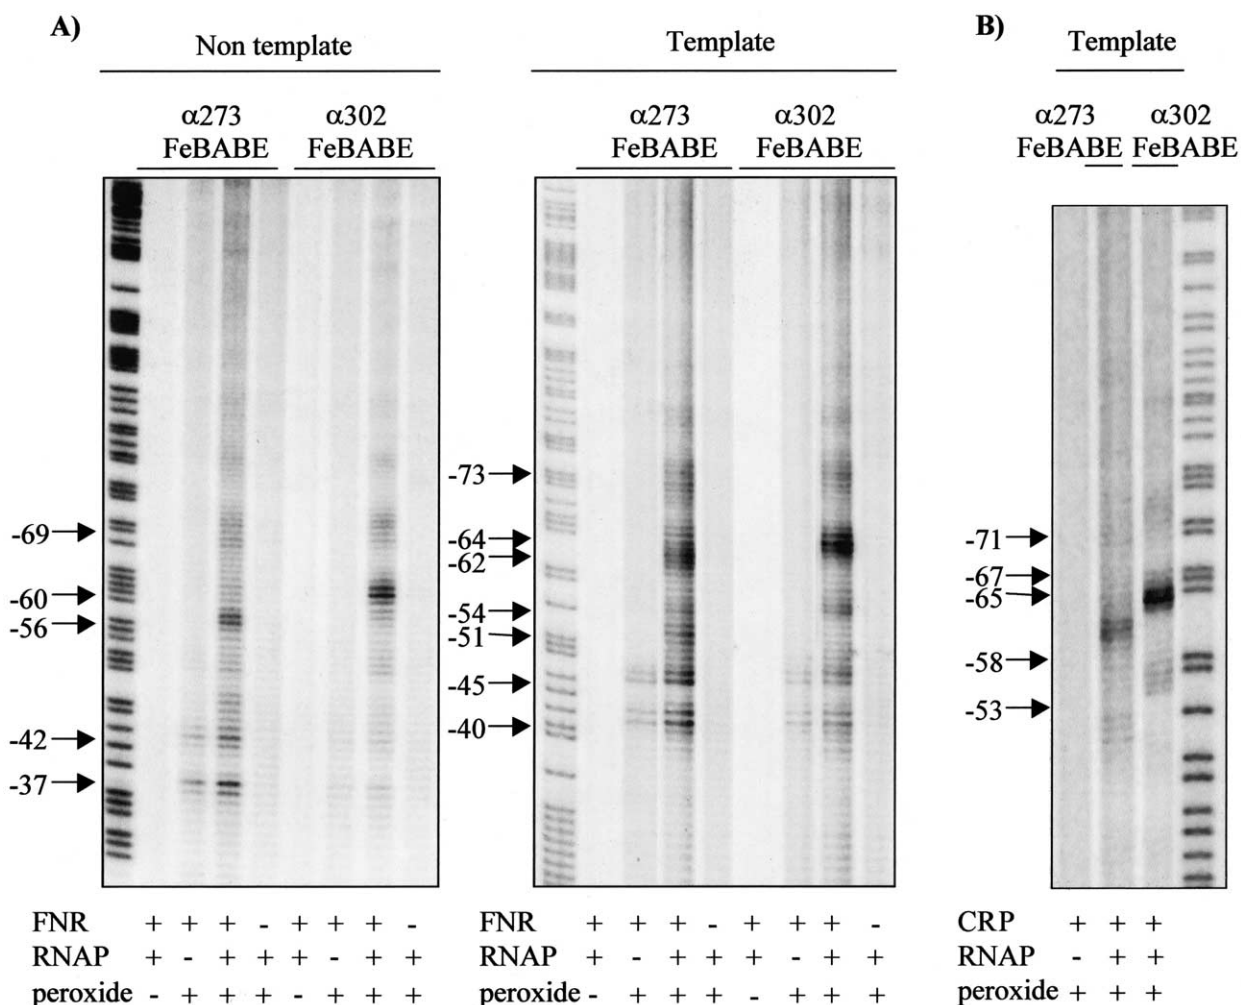 A)
Non template
α273
FeBABE
α302
FeBABE
-69
-60
-56
-42
-37
FNR + + + - + + + -
RNAP + - + + + - + +
peroxide - + + + - + + +
Template
α273
FeBABE
α302
FeBABE
-73
-64
-62
-54
-51
-45
-40
FNR + + + - + + + -
RNAP + - + + + - + +
peroxide - + + + - + + +
B)
Template
α273
FeBABE
α302
FeBABE
-71
-67
-65
-58
-53
CRP + + +
RNAP - + +
peroxide + + +